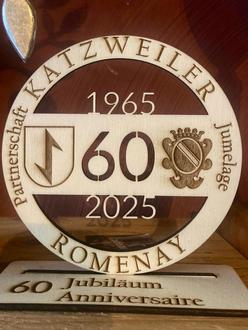 KATZWEILER
Partnerschaft
Jumelage
1965
60
2025
ROMENAY
60 Jubiläum
Anniversaire